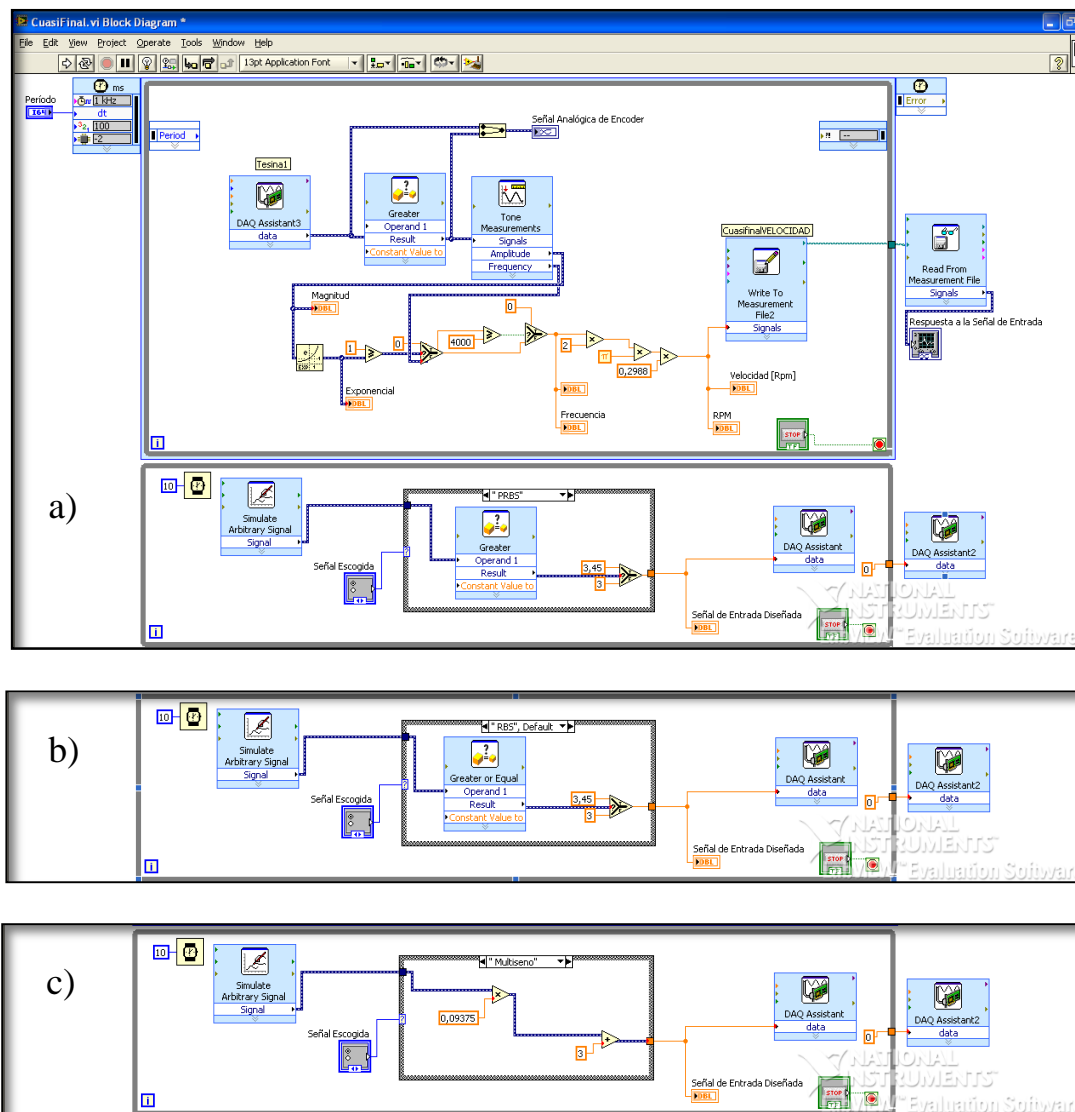 CuasiFinal.vi Block Diagram *
File Edit View Project Operate Tools Window Help
13pt Application Font
Período
I64
ms
1 kHz
dt
100
-2
Period
Error
Señal Analógica de Encoder
Tesina1
DAQ Assistant3
data
Greater
Operand 1
Result
Constant Value to
Tone
Measurements
Signals
Amplitude
Frequency
CuasifinalVELOCIDAD
Write To
Measurement
File2
Signals
Read From
Measurement File
Signals
Respuesta a la Señal de Entrada
Magnitud
DBL
1
0
4000
0
2
π
0,2988
Exponencial
DBL
DBL
Frecuencia
DBL
Velocidad [Rpm]
DBL
RPM
DBL
STOP
i
a)
10
Simulate
Arbitrary Signal
Signal
"PRBS"
Greater
Operand 1
Result
Constant Value to
3,45
3
Señal Escogida
DAQ Assistant
data
0
DAQ Assistant2
data
Señal de Entrada Diseñada
DBL
STOP
i
NATIONAL
INSTRUMENTS
LabVIEW™ Evaluation Software
b)
10
Simulate
Arbitrary Signal
Signal
"RBS", Default
Greater or Equal
Operand 1
Result
Constant Value to
3,45
3
Señal Escogida
DAQ Assistant
data
0
DAQ Assistant2
data
Señal de Entrada Diseñada
DBL
STOP
i
NATIONAL
INSTRUMENTS
Evaluation Softwar
c)
10
Simulate
Arbitrary Signal
Signal
"Multiseno"
0,09375
3
Señal Escogida
DAQ Assistant
data
0
DAQ Assistant2
data
Señal de Entrada Diseñada
DBL
STOP
i
NATIONAL
INSTRUMENTS
Evaluation Softwar